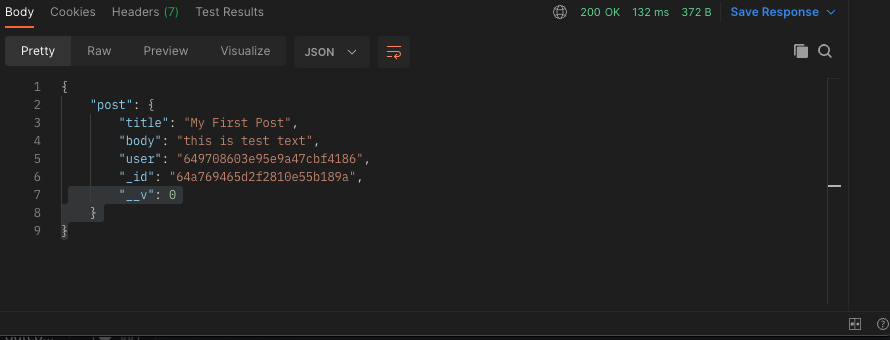 Body Cookies Headers (7) Test Results 200 OK 132 ms 372 B Save Response
Pretty Raw Preview Visualize JSON
1 {
2 "post": {
3 "title": "My First Post",
4 "body": "this is test text",
5 "user": "649708603e95e9a47cbf4186",
6 "_id": "64a769465d2f2810e55b189a",
7 "__v": 0
8 }
9 }